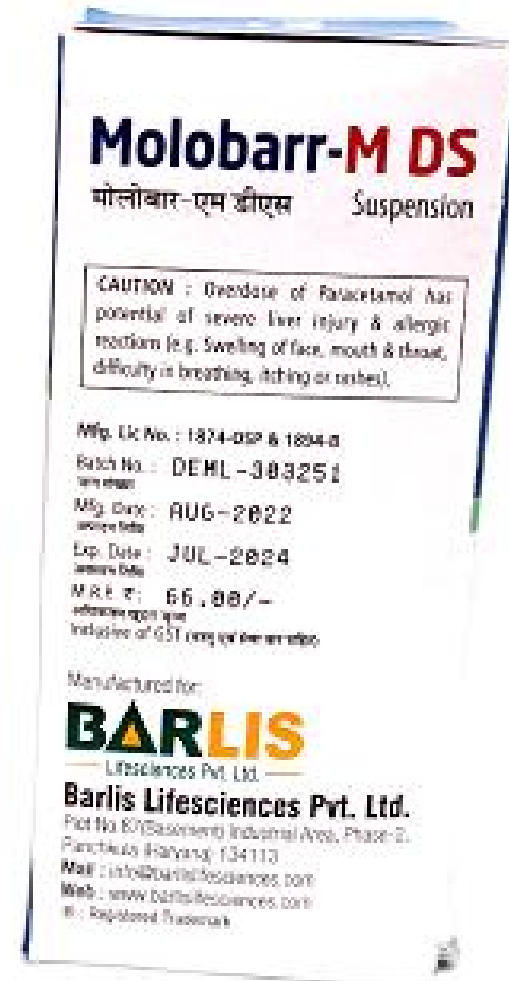 Molobarr-M DS
मोलोबार-एम डीएस Suspension
CAUTION : Overdose of Paracetamol has
potential of severe liver injury & allergic
reactions (e.g. Swelling of face, mouth & throat,
difficulty in breathing, itching or rashes).
Mfg. Lic No. : 1874-OSP &
Batch No. : DEML-303251
Mfg. Date : AUG-2022
Exp. Date : JUL-2024
M.R.P. ₹: 66.00/-
Inclusive of GST
Manufactured for:
BARLIS
Lifesciences Pvt. Ltd.
Barlis Lifesciences Pvt. Ltd.
Plot No. (Basement) Industrial Area, Phase-2,
Panchkula (Haryana) 134113
Mail : info@barlislifesciences.com
Web : www.barlislifesciences.com
® : Registered Trademark